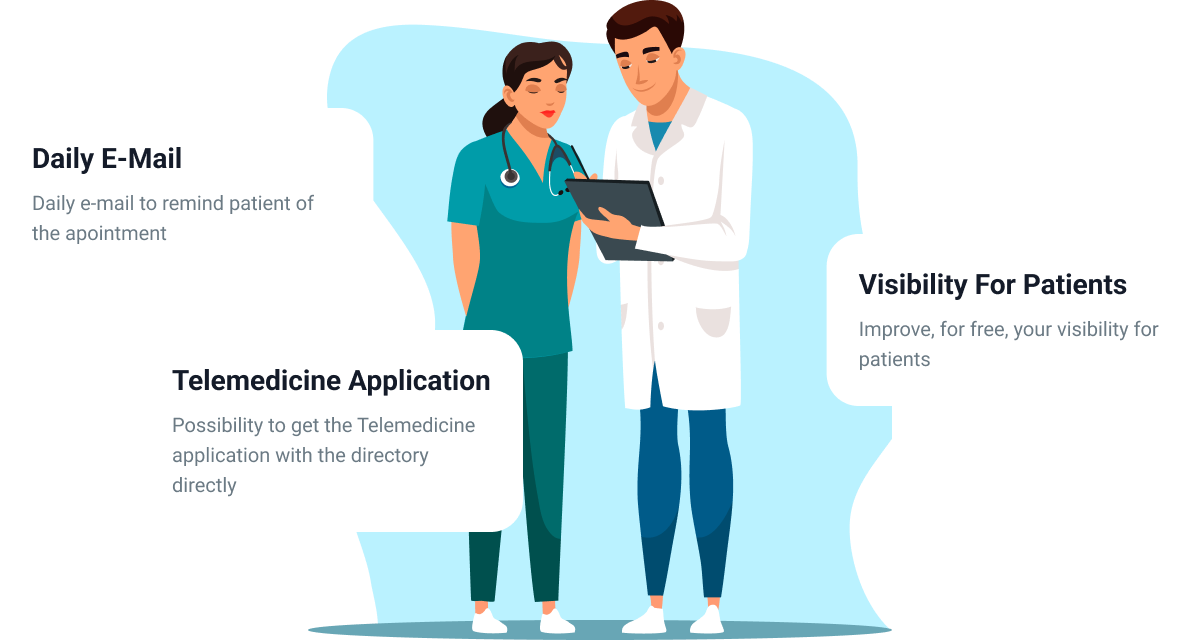 Daily E-Mail
Daily e-mail to remind patient of
the apointment
Visibility For Patients
Improve, for free, your visibility for
patients
Telemedicine Application
Possibility to get the Telemedicine
application with the directory
directly